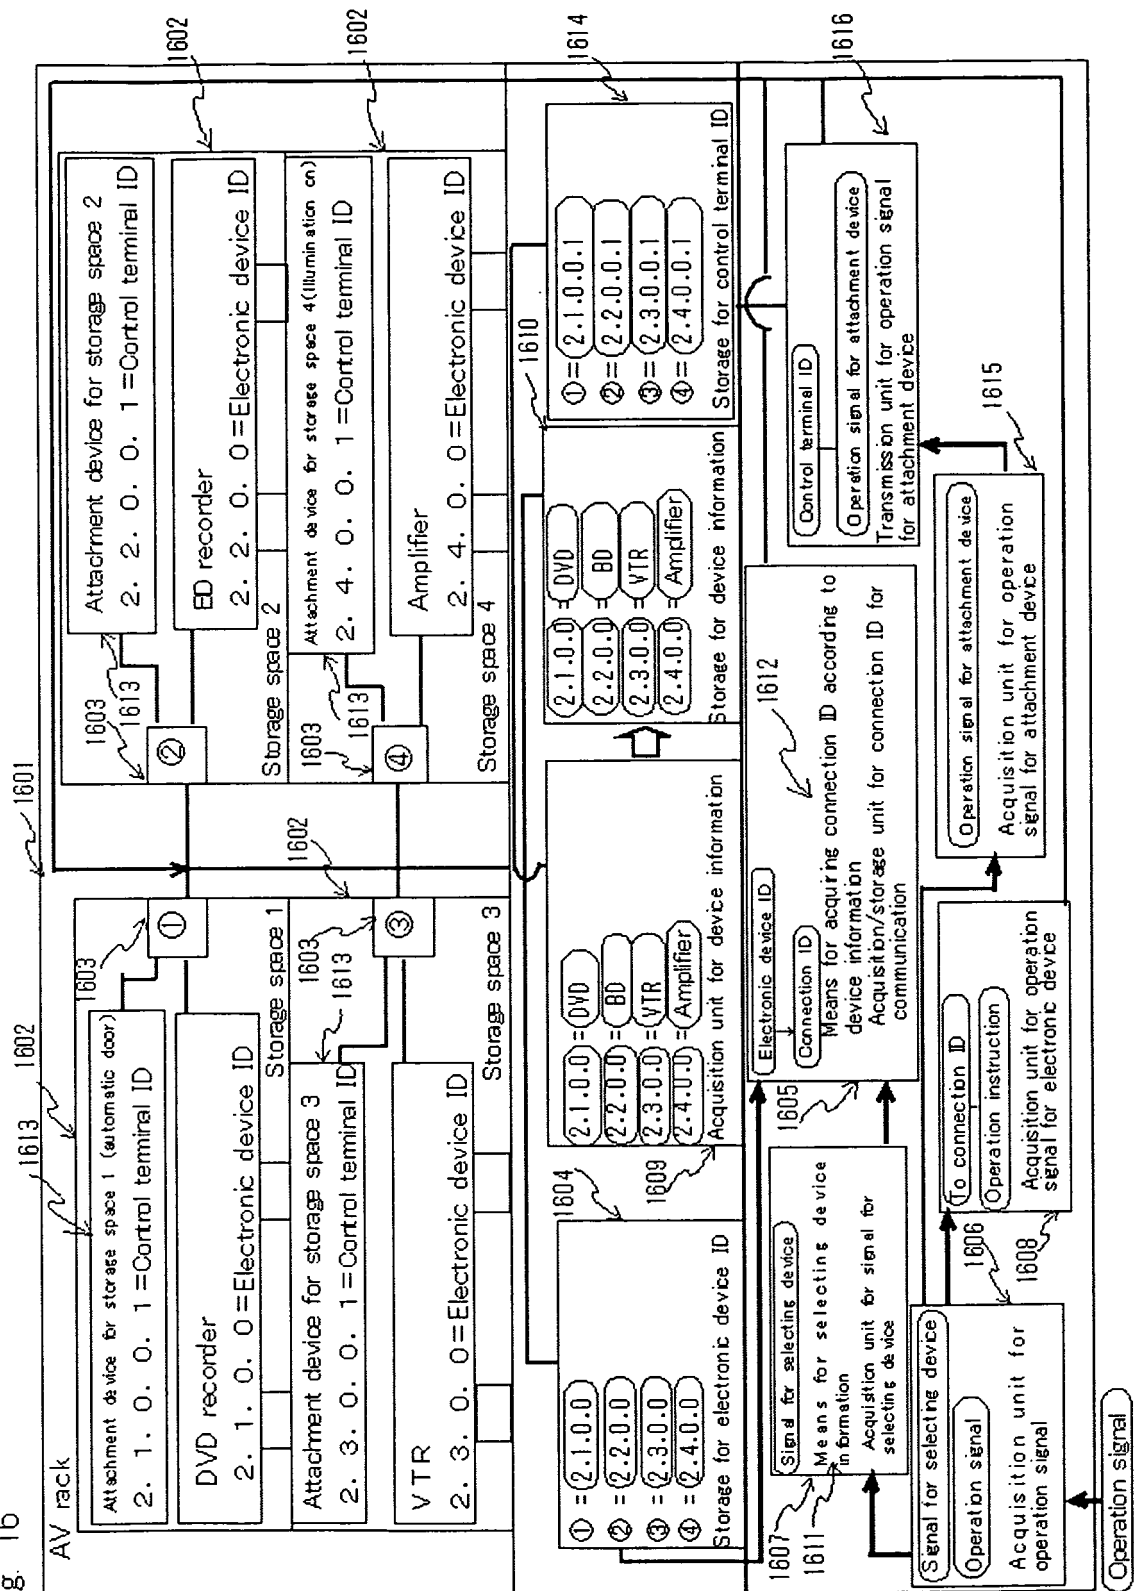 g. 16
AV rack
1601
1613
1602
1603
Attachment device for storage space 1 (automatic door)
2. 1. 0. 0. 1=Control terminal ID
DVD recorder
2. 1. 0. 0=Electronic device ID
①
Storage space 1
1603
1613
②
Attachment device for storage space 2
2. 2. 0. 0. 1=Control terminal ID
BD recorder
2. 2. 0. 0=Electronic device ID
Storage space 2
1602
Attachment device for storage space 3
2. 3. 0. 0. 1=Control terminal ID
VTR
2. 3. 0. 0=Electronic device ID
1602
1603
1613
③
Storage space 3
1603
1613
④
Attachment device for storage space 4(Illumination on)
2. 4. 0. 0. 1=Control terminal ID
Amplifier
2. 4. 0. 0=Electronic device ID
Storage space 4
1602
1604
①=2.1.0.0
②=2.2.0.0
③=2.3.0.0
④=2.4.0.0
Storage for electronic device ID
1609
2.1.0.0=DVD
2.2.0.0=BD
2.3.0.0=VTR
2.4.0.0=Amplifier
Acquisition unit for device information
1610
2.1.0.0=DVD
2.2.0.0=BD
2.3.0.0=VTR
2.4.0.0=Amplifier
Storage for device information
1614
①=2.1.0.0.1
②=2.2.0.0.1
③=2.3.0.0.1
④=2.4.0.0.1
Storage for control terminal ID
1607
1611
Signal for selecting device
Means for selecting device
information
Acquisition unit for signal for
selecting device
1605
1612
Electronic device ID
Connection ID
Means for acquiring connection ID according to
device information
Acquisition/storage unit for connection ID for
communication
1616
Control terminal ID
Operation signal for attachment device
Transmission unit for operation signal
for attachment device
1606
Signal for selecting device
Operation signal
Acquisition unit for
operation signal
1608
To connection ID
Operation instruction
Acquisition unit for operation
signal for electronic device
1615
Operation signal for attachment device
Acquisition unit for operation
signal for attachment device
Operation signal